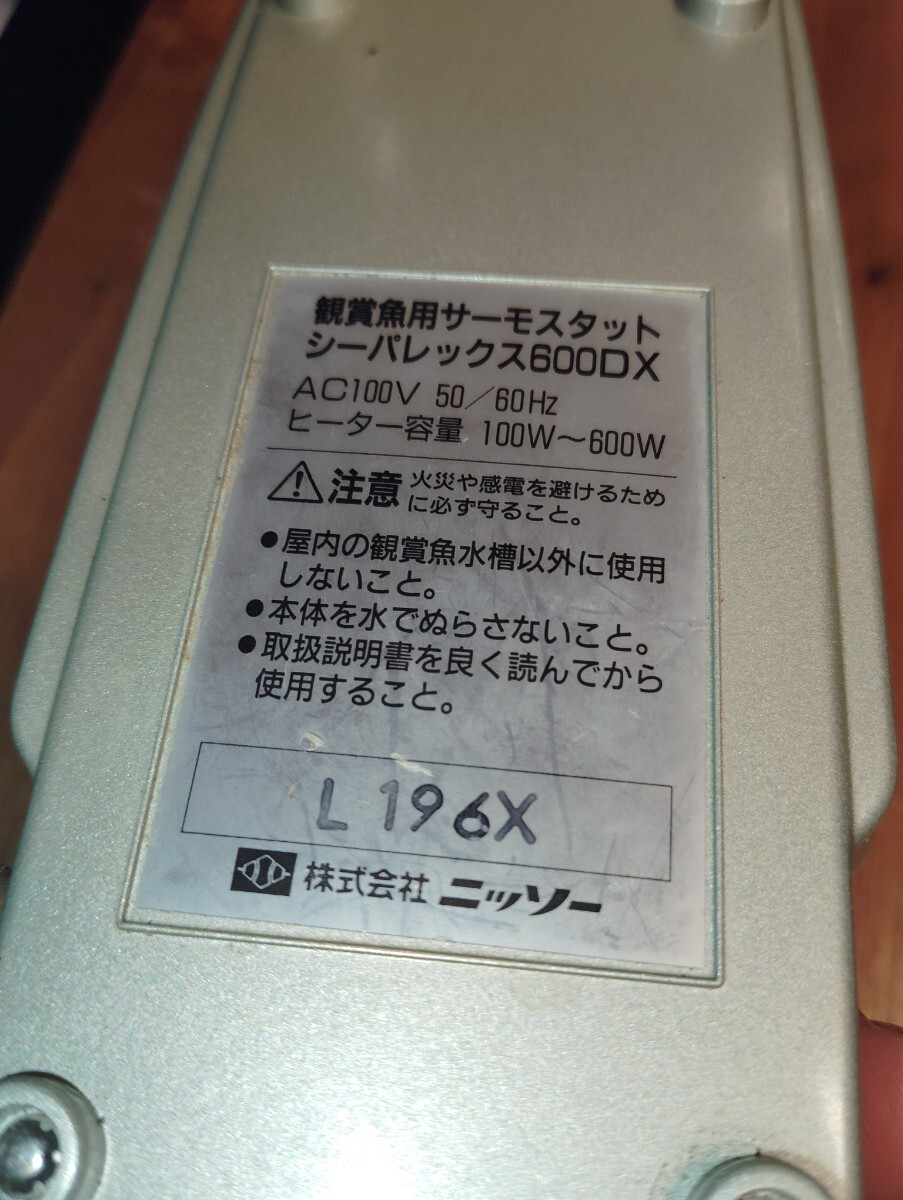 観賞魚用サーモスタット
シーパレックス600DX
AC100V 50/60Hz
ヒーター容量 100W～600W
注意 火災や感電を避けるため
に必ず守ること。
●屋内の観賞魚水槽以外に使用
しないこと。
●本体を水でぬらさないこと。
●取扱説明書を良く読んでから
使用すること。
L196X
株式会社 ニッソー